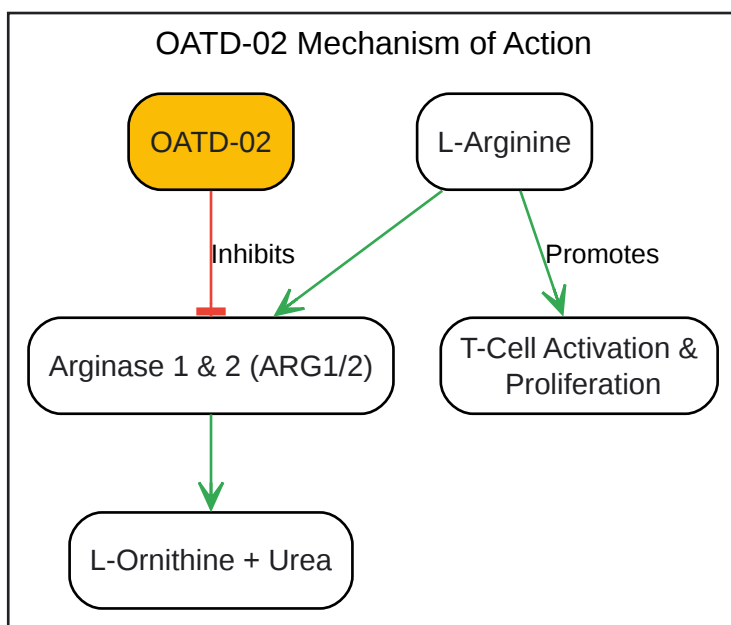 OATD-02 Mechanism of Action
OATD-02
L-Arginine
Inhibits
Promotes
Arginase 1 & 2 (ARG1/2)
T-Cell Activation &
Proliferation
L-Ornithine + Urea